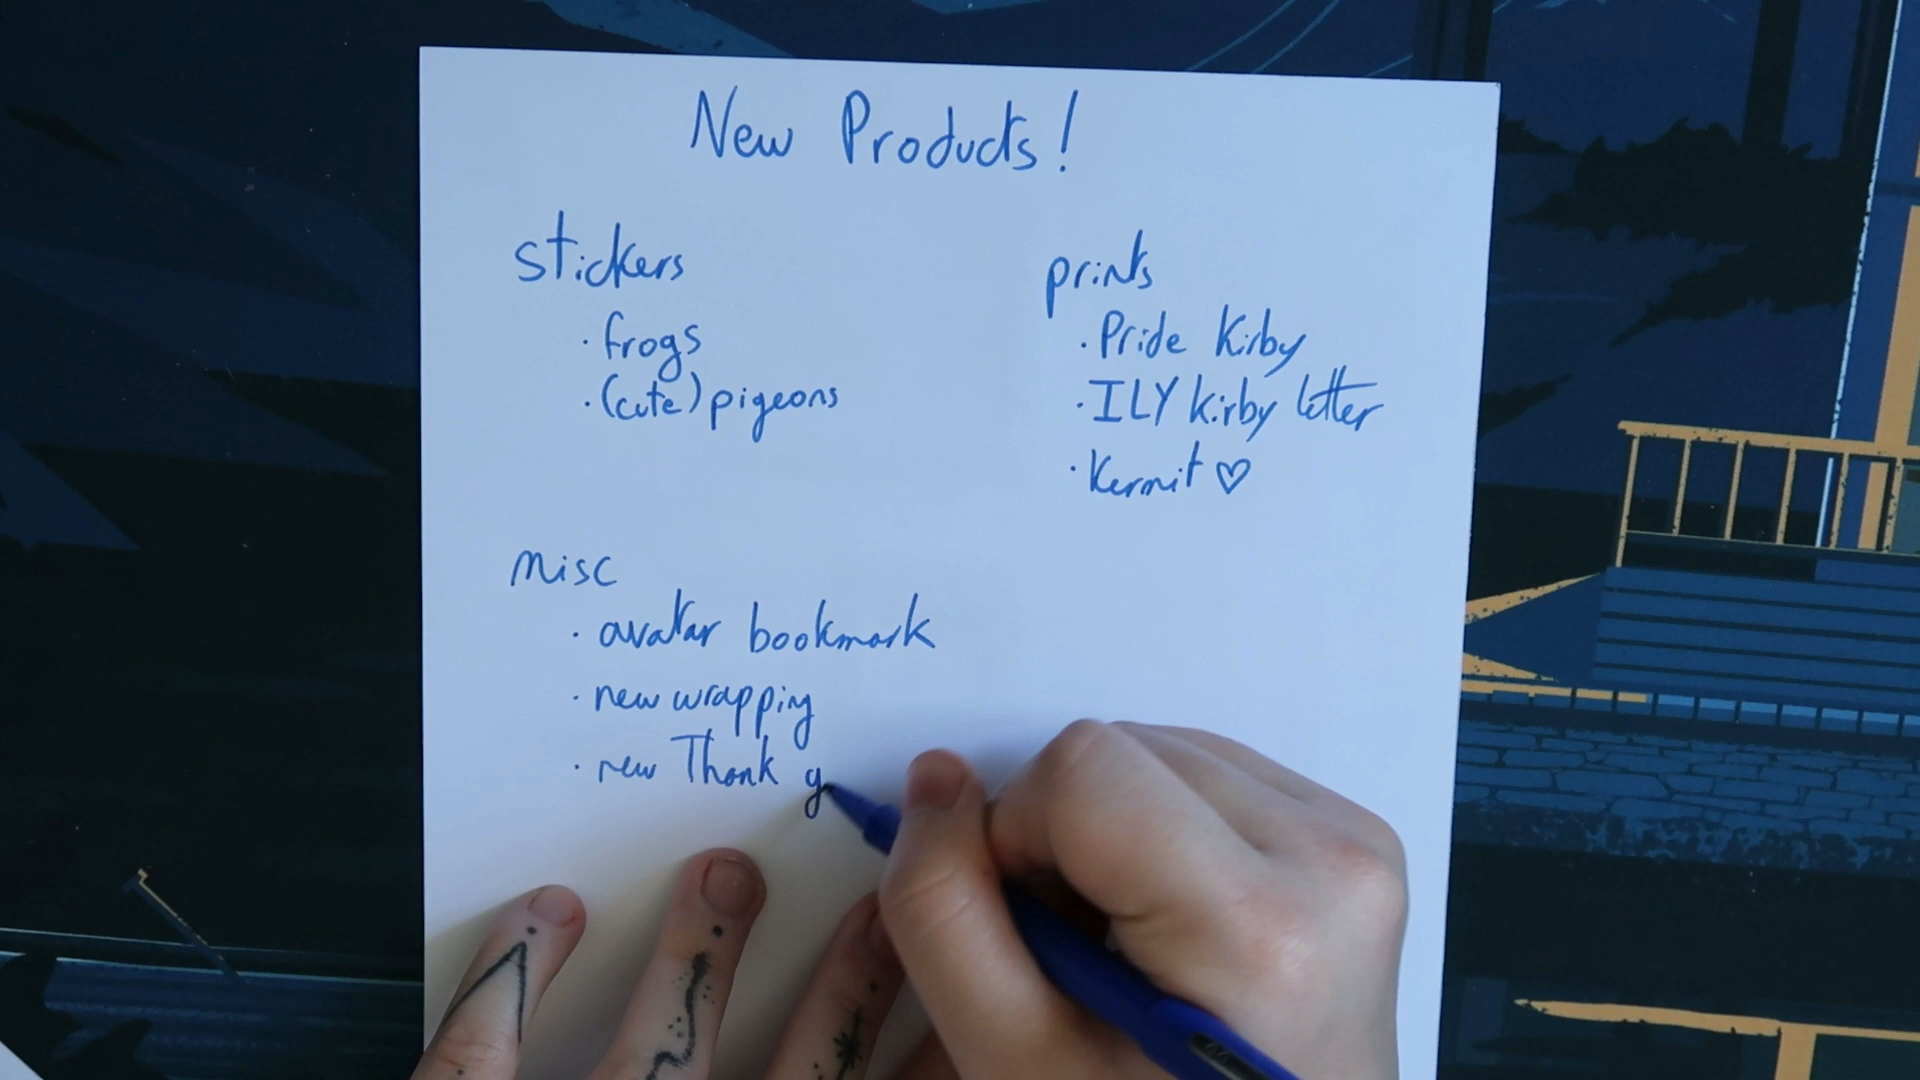 New Products!
stickers
· frogs
· (cute) pigeons
prints
· Pride Kirby
· ILY Kirby letter
· Kermit ♡
misc
· avatar bookmark
· new wrapping
· new Thank y